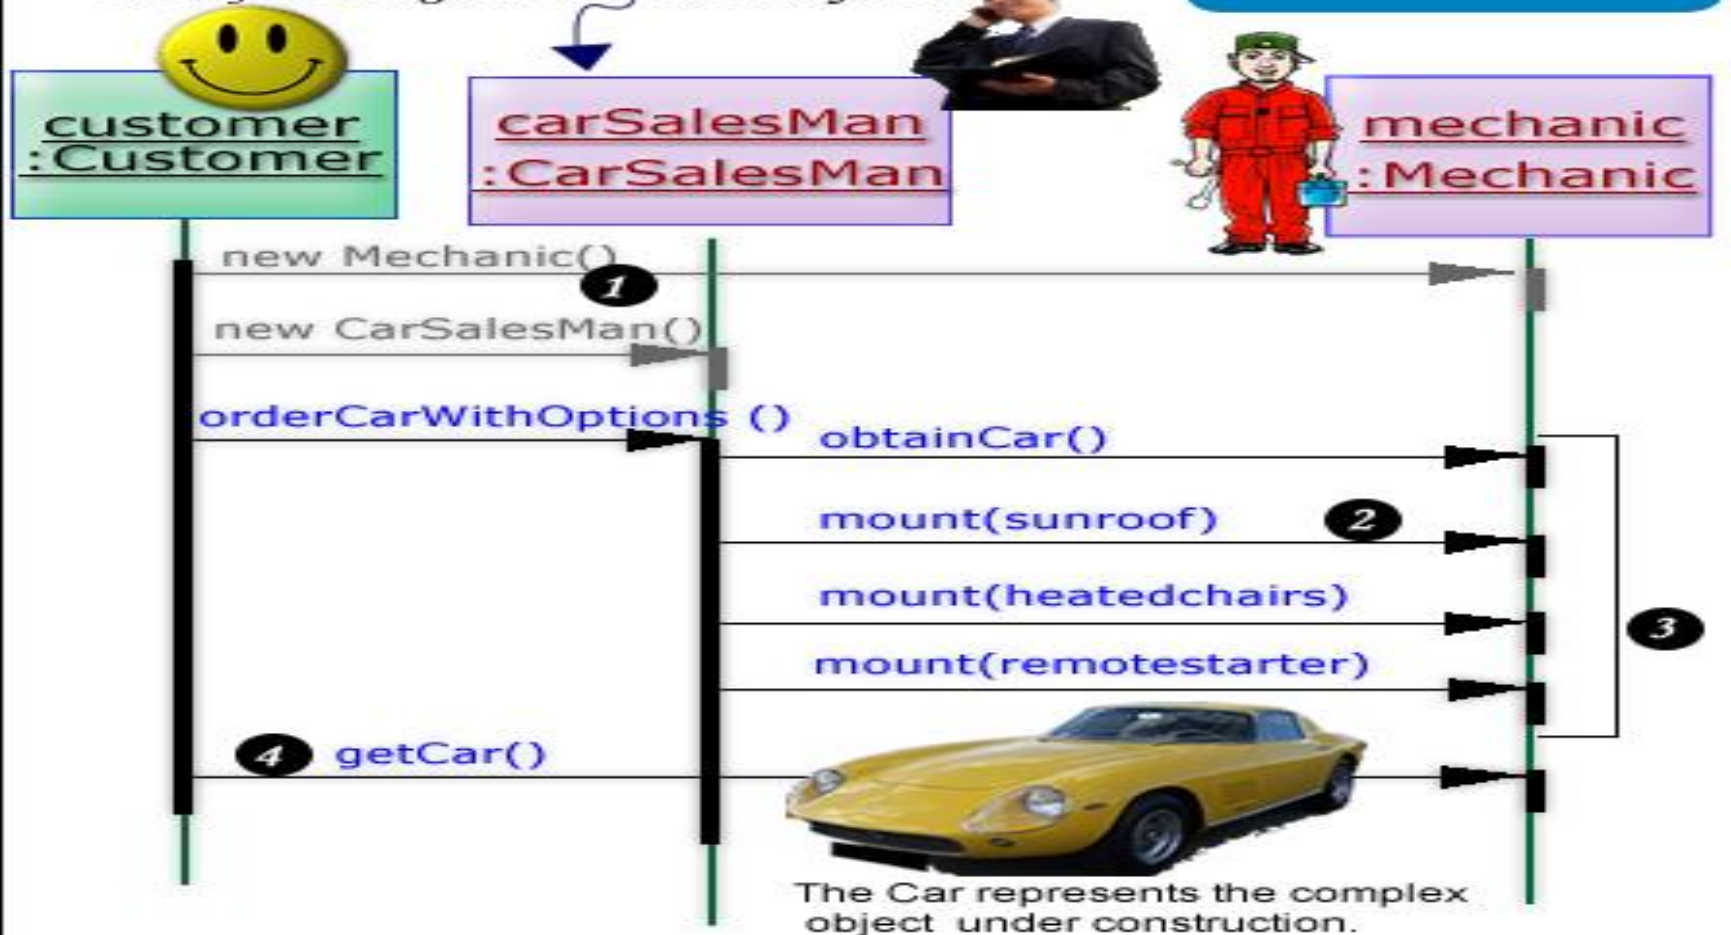 customer
:Customer
carSalesMan
:CarSalesMan
mechanic
:Mechanic
new Mechanic()
1
new CarSalesMan()
orderCarWithOptions ()
obtainCar()
mount(sunroof)
2
mount(heatedchairs)
3
mount(remotestarter)
4 getCar()
The Car represents the complex
object under construction.